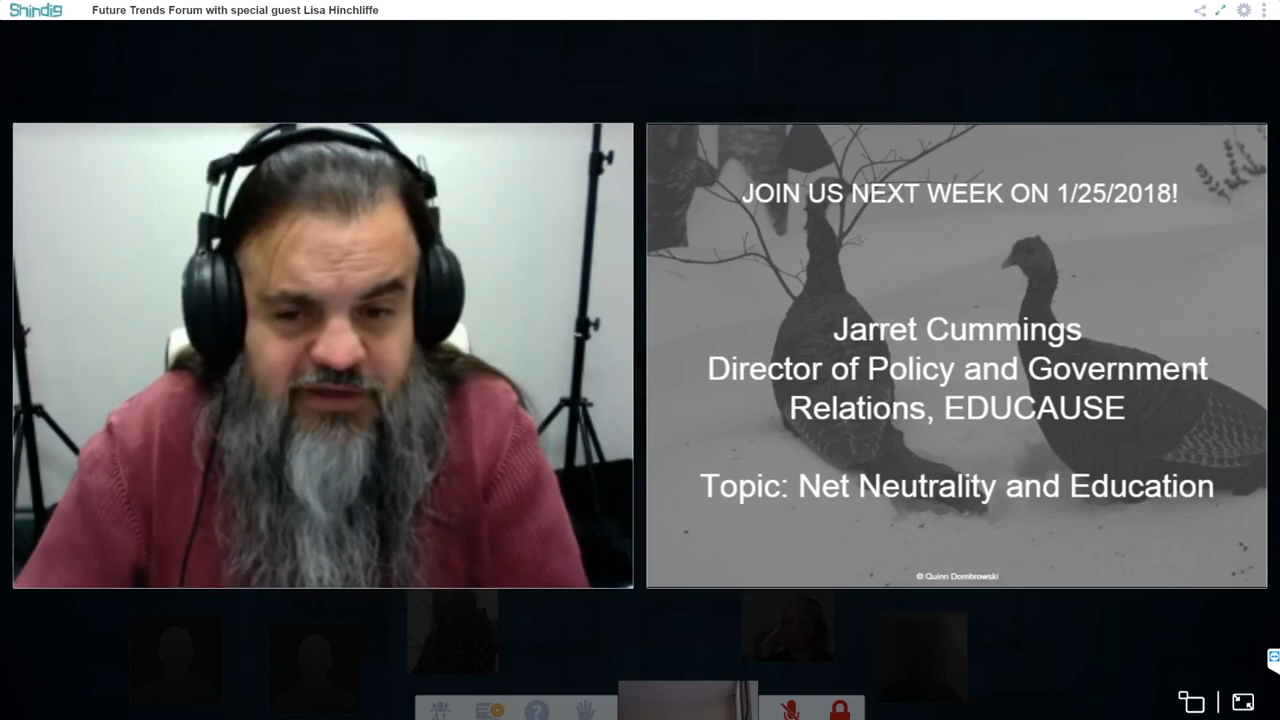 Shindig
Future Trends Forum with special guest Lisa Hinchliffe
JOIN US NEXT WEEK ON 1/25/2018!
Jarret Cummings
Director of Policy and Government
Relations, EDUCAUSE
Topic: Net Neutrality and Education
© Quinn Dombrowski
41